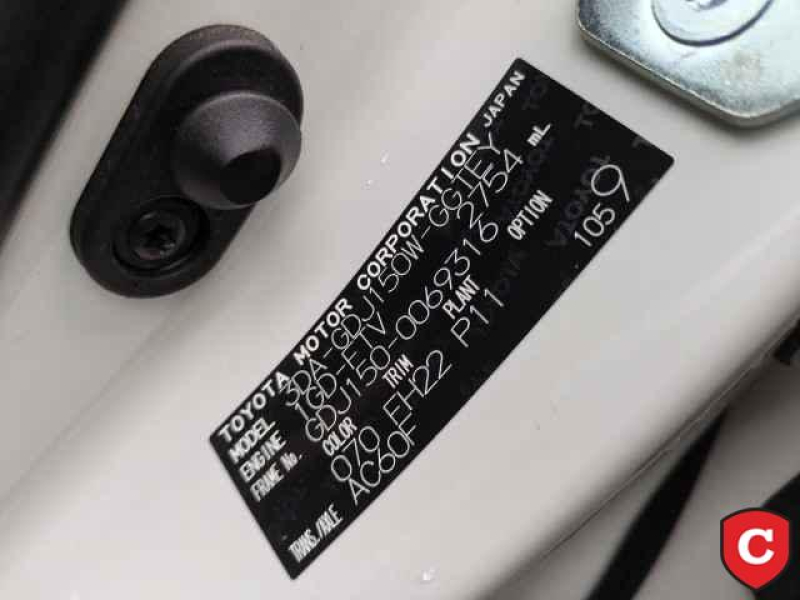 TOYOTA MOTOR CORPORATION JAPAN
MODEL 3DA-GDJ150W-GGTEY
ENGINE 1GD-FTV 2754 mL
FRAME No. GDJ150-0069316
COLOR TRIM PLANT OPTION
070 EH22 P11 1059
TRANS./AXLE AC60F
C